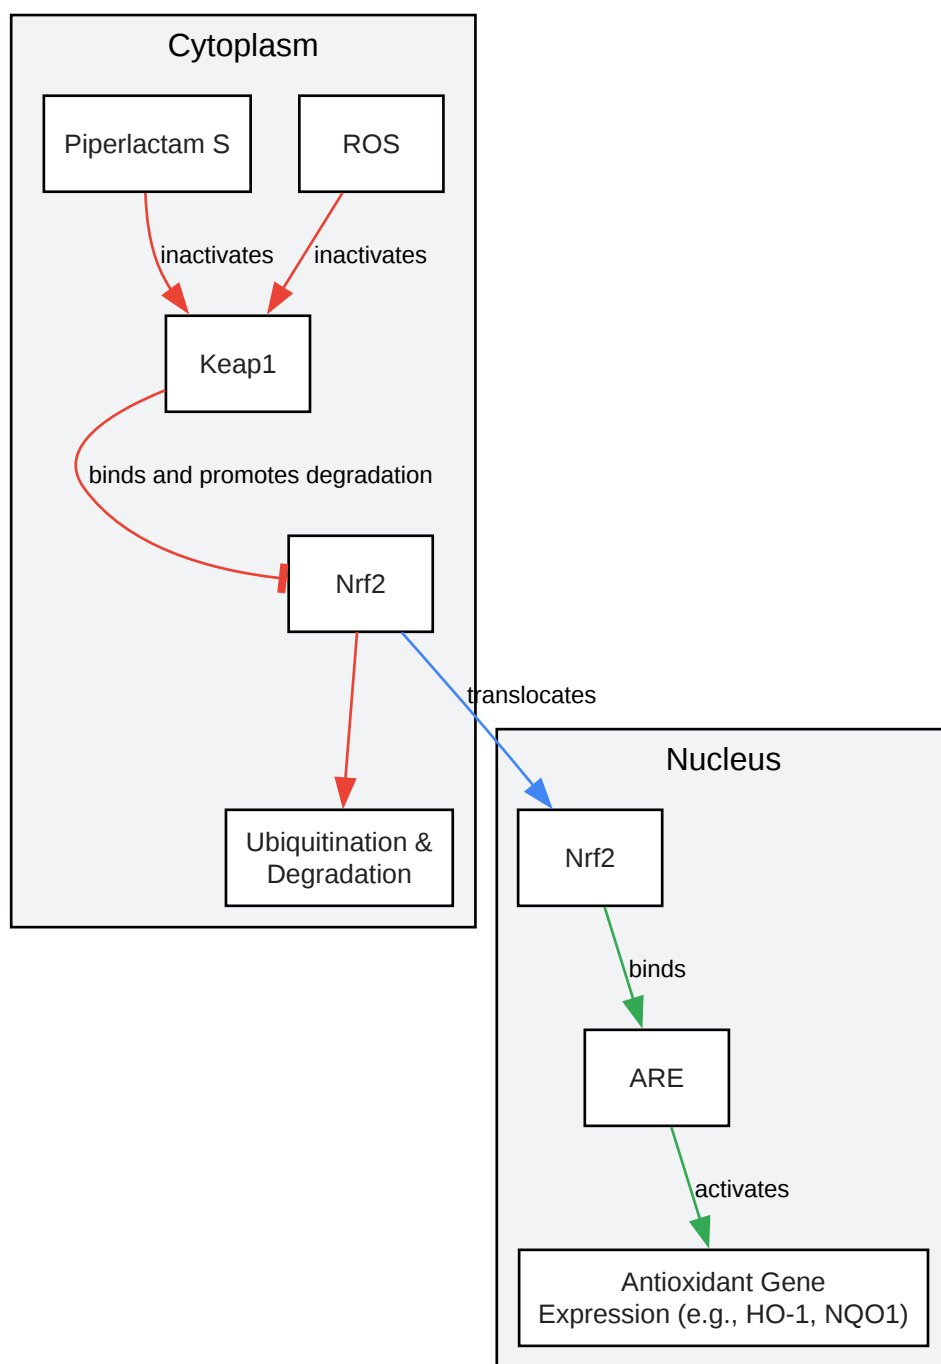 Cytoplasm
Piperlactam S
ROS
inactivates
inactivates
Keap1
binds and promotes degradation
Nrf2
translocates
Nucleus
Ubiquitination &
Degradation
Nrf2
binds
ARE
activates
Antioxidant Gene
Expression (e.g., HO-1, NQO1)